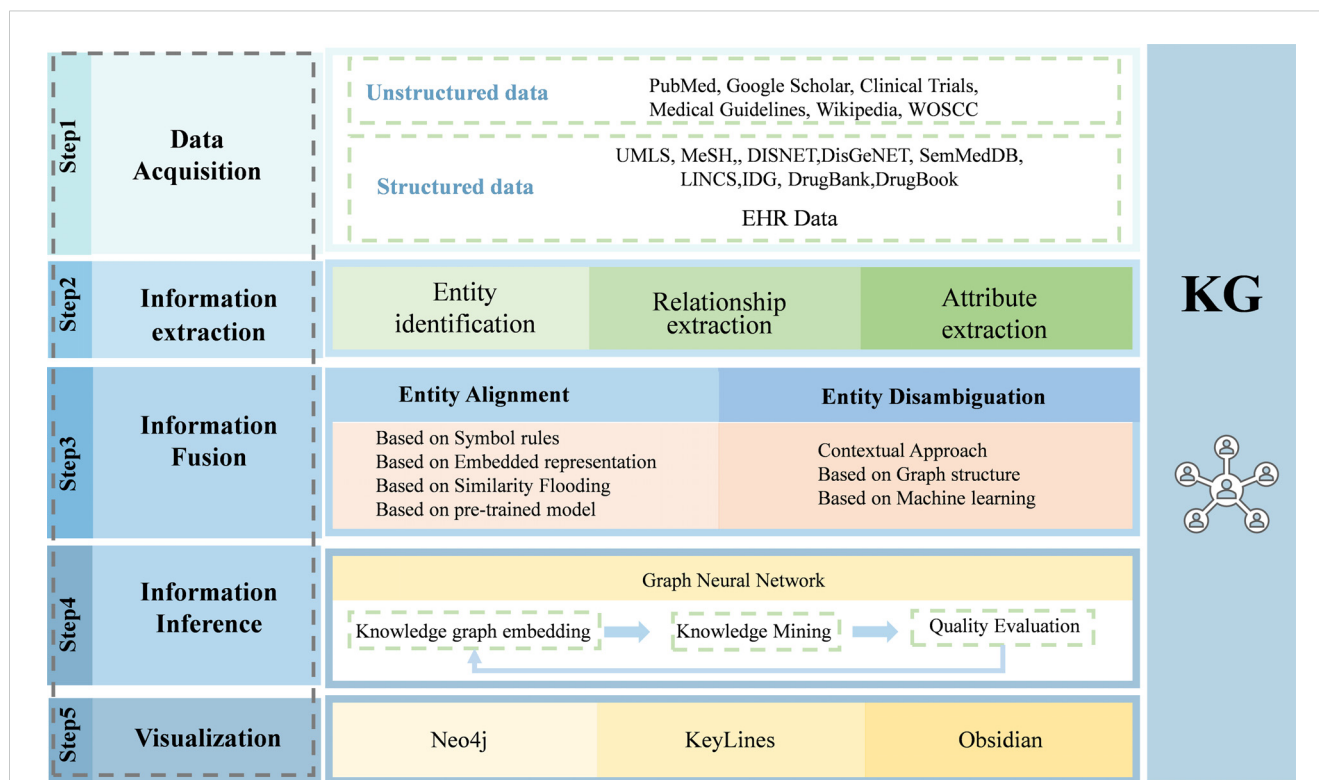 Step1
Data
Acquisition
Unstructured data
PubMed, Google Scholar, Clinical Trials,
Medical Guidelines, Wikipedia, WOSCC
Structured data
UMLS, MeSH,, DISNET,DisGeNET, SemMedDB,
LINCS,IDG, DrugBank,DrugBook
EHR Data
Step2
Information
extraction
Entity
identification
Relationship
extraction
Attribute
extraction
KG
Step3
Information
Fusion
Entity Alignment
Based on Symbol rules
Based on Embedded representation
Based on Similarity Flooding
Based on pre-trained model
Entity Disambiguation
Contextual Approach
Based on Graph structure
Based on Machine learning
Step4
Information
Inference
Graph Neural Network
Knowledge graph embedding
Knowledge Mining
Quality Evaluation
Step5
Visualization
Neo4j
KeyLines
Obsidian